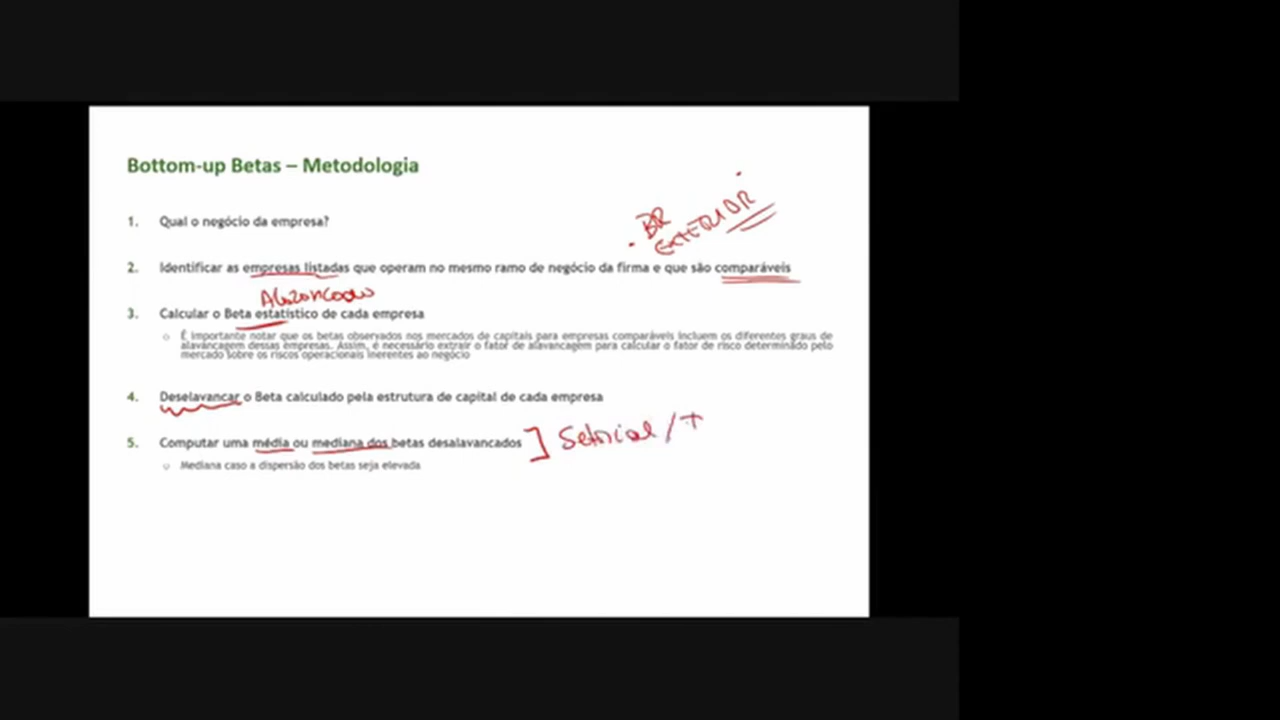 Bottom-up Betas – Metodologia
1. Qual o negócio da empresa?
BR
EXTERIOR
2. Identificar as empresas listadas que operam no mesmo ramo de negócio da firma e que são comparáveis
3. Calcular o Beta estatístico de cada empresa
É importante notar que os betas observados nos mercados de capitais para empresas comparáveis incluem os diferentes graus de
alavancagem dessas empresas. Assim, é necessário extrair o fator de alavancagem para calcular o fator de risco determinado pelo
mercado sobre os riscos operacionais inerentes ao negócio
4. Deselavancar o Beta calculado pela estrutura de capital de cada empresa
5. Computar uma média ou mediana dos betas desalavancados ] Setorial /
Mediana caso a dispersão dos betas seja elevada